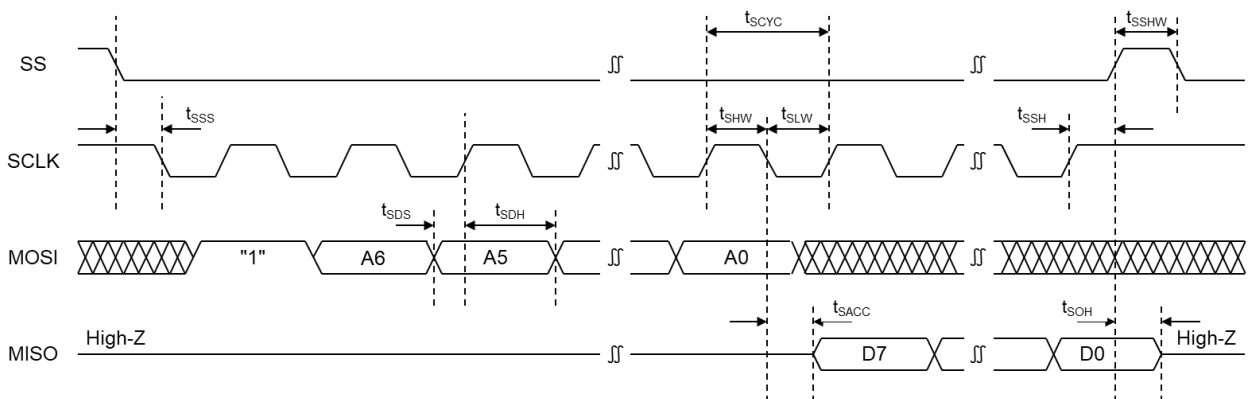 tSCYC
tSSHW
SS
tSSS
tSHW
tSLW
tSSH
SCLK
tSDS
tSDH
MOSI
"1"
A6
A5
A0
tSACC
tSOH
MISO
High-Z
D7
D0
High-Z